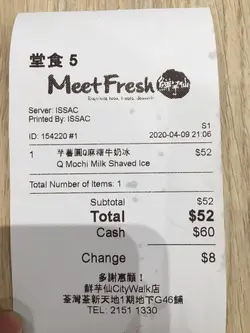 堂食 5
Meet Fresh 鮮芋仙
Server: ISSAC
Printed By: ISSAC
S1
ID: 154220 #1 2020-04-09 21:06
1 芋薯圓Q麻糬牛奶冰 $52
Q Mochi Milk Shaved Ice
Total Number of Items: 1
Subtotal $52
Total $52
Cash $60
Change $8
多謝惠顧！
鮮芋仙CityWalk店
荃灣荃新天地1期地下G46舖
TEL: 2151 1330